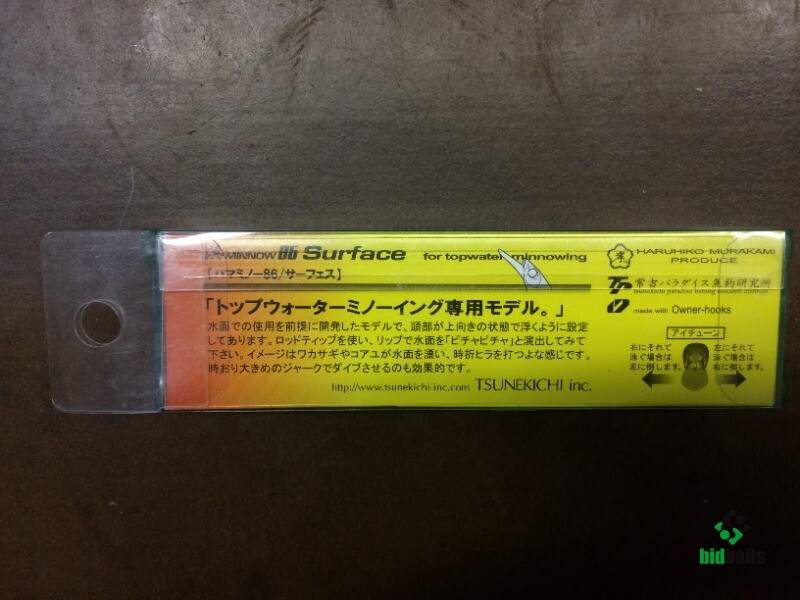 MINNOW 86 Surface for topwater minnowing
【ハマミノー86/サーフェス】
「トップウォーターミノーイング専用モデル。」
水面での使用を前提に開発したモデルで、頭部が上向きの状態で浮くように設定
してあります。ロッドティップを使い、リップで水面を「ピチャピチャ」と演出してみて
下さい。イメージはワカサギやコアユが水面を漂い、時折ヒラを打つような感じです。
時おり大きめのジャークでダイブさせるのも効果的です。
http://www.tsunekichi-inc.com TSUNEKICHI inc.
HARUHIKO MURAKAMI
PRODUCE
常吉パラダイス魚釣研究所
tsunekichi paradise fishing research institute
made with Owner-hooks
アイチューン
右にそれて
泳ぐ場合は
左に倒します。
左にそれて
泳ぐ場合は
右に倒します。
bidbaits